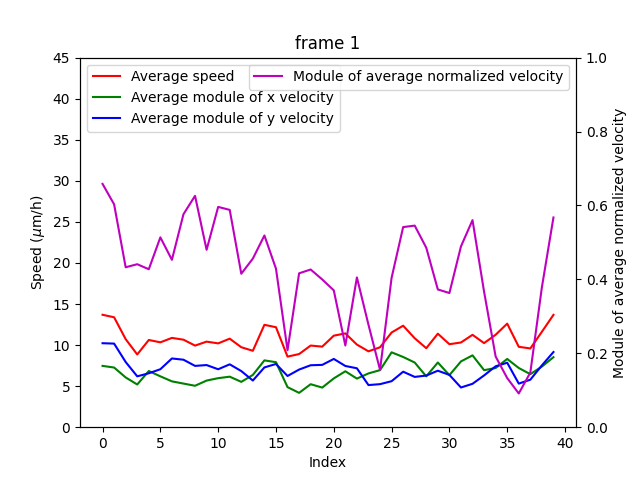 frame 1
Average speed
Average module of x velocity
Average module of y velocity
Module of average normalized velocity
Speed (μm/h)
45
40
35
30
25
20
15
10
5
0
1.0
0.8
0.6
0.4
0.2
0.0
Module of average normalized velocity
0 5 10 15 20 25 30 35 40
Index